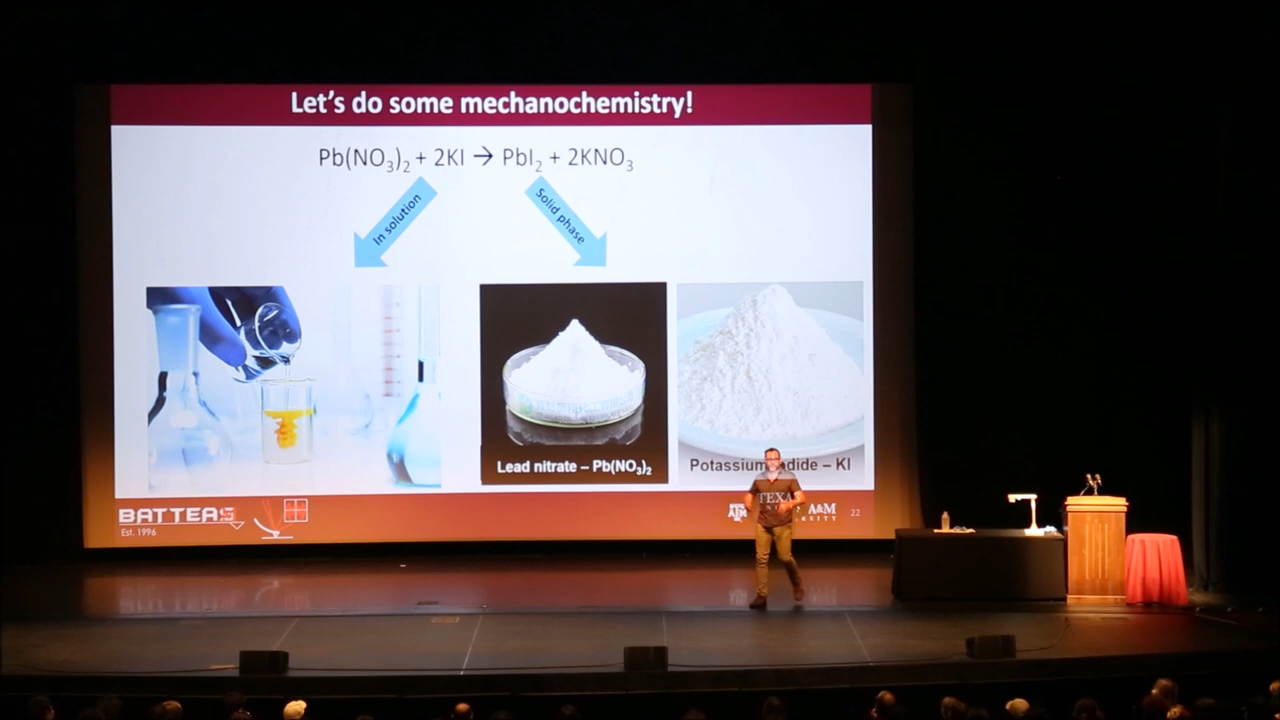 Let's do some mechanochemistry!
Pb(NO₃)₂ + 2KI → PbI₂ + 2KNO₃
In solution
Solid phase
Lead nitrate – Pb(NO₃)₂
Potassium – KI
BATTEAS
Est. 1996
A&M
22